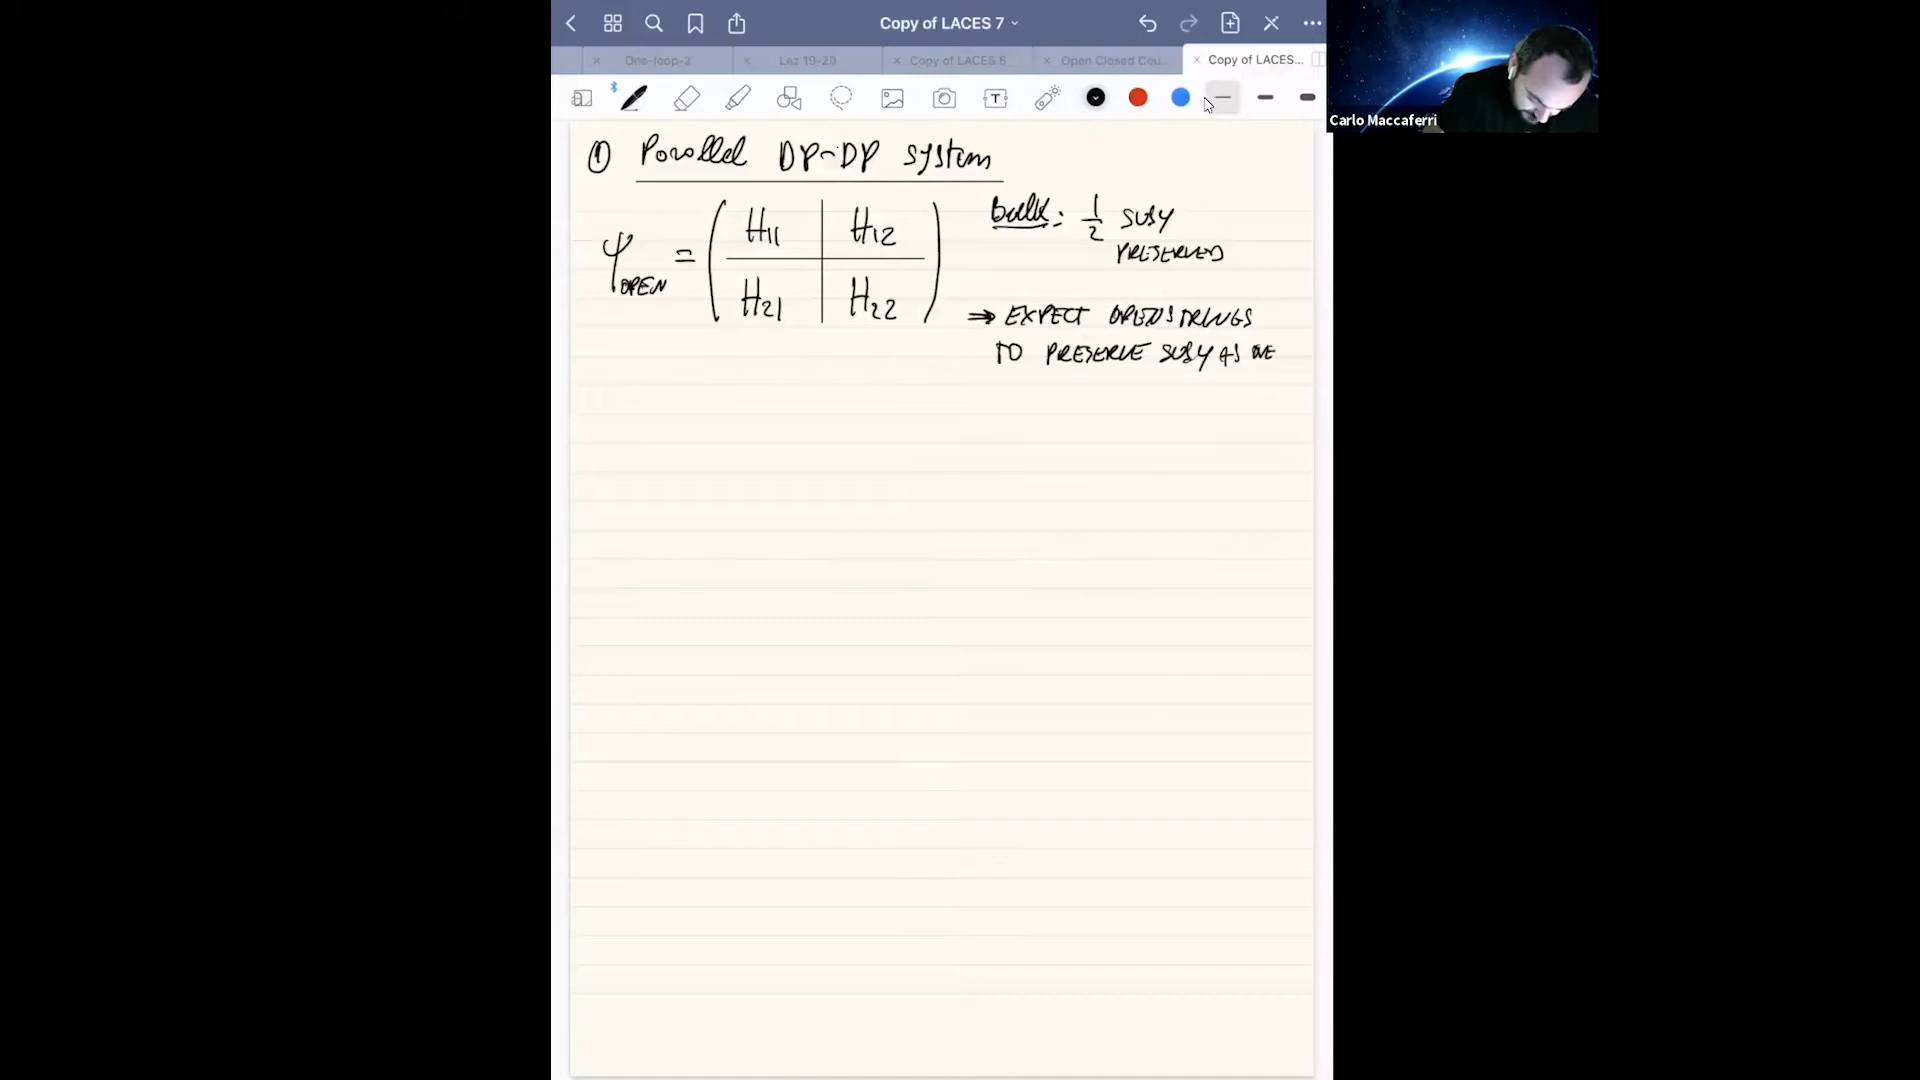 Copy of LACES 7
One-loop-2
Lez 19-20
Copy of LACES 6
Open Closed Cou...
Copy of LACES...
Carlo Maccaferri
① Parallel DP-DP system
ψ_OPEN = ( H11 | H12
H21 | H22 )
bulk: 1/2 SUSY
PRESERVED
⇒ EXPECT OPEN STRINGS
TO PRESERVE SUSY AS WE